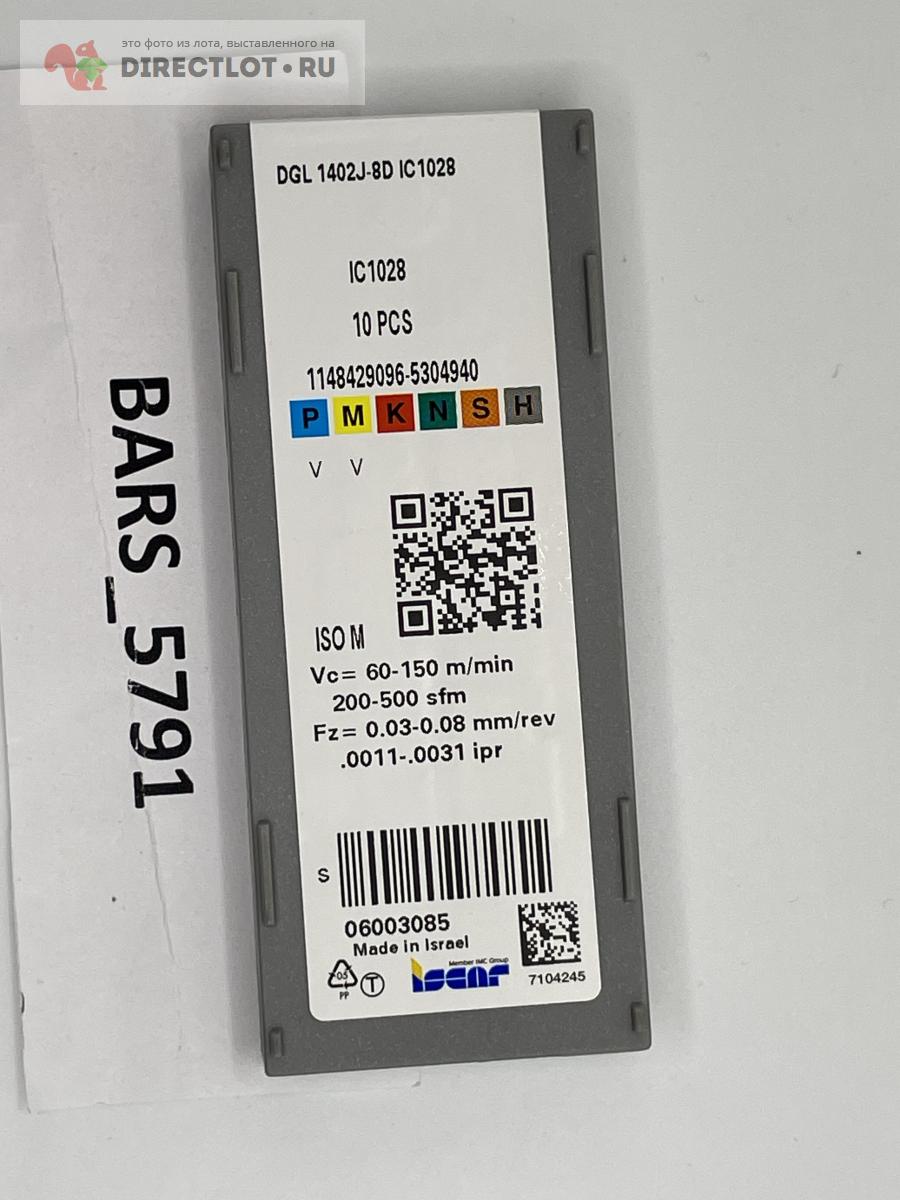 это фото из лота, выставленного на
DIRECTLOT.RU
DGL 1402J-8D IC1028
IC1028
10 PCS
1148429096-5304940
P M K N S H
V V
ISO M
Vc= 60-150 m/min
200-500 sfm
Fz= 0.03-0.08 mm/rev
.0011-.0031 ipr
S
06003085
Made in Israel
05
PP
T
Member IMC Group
iscar
7104245
BARS_5791